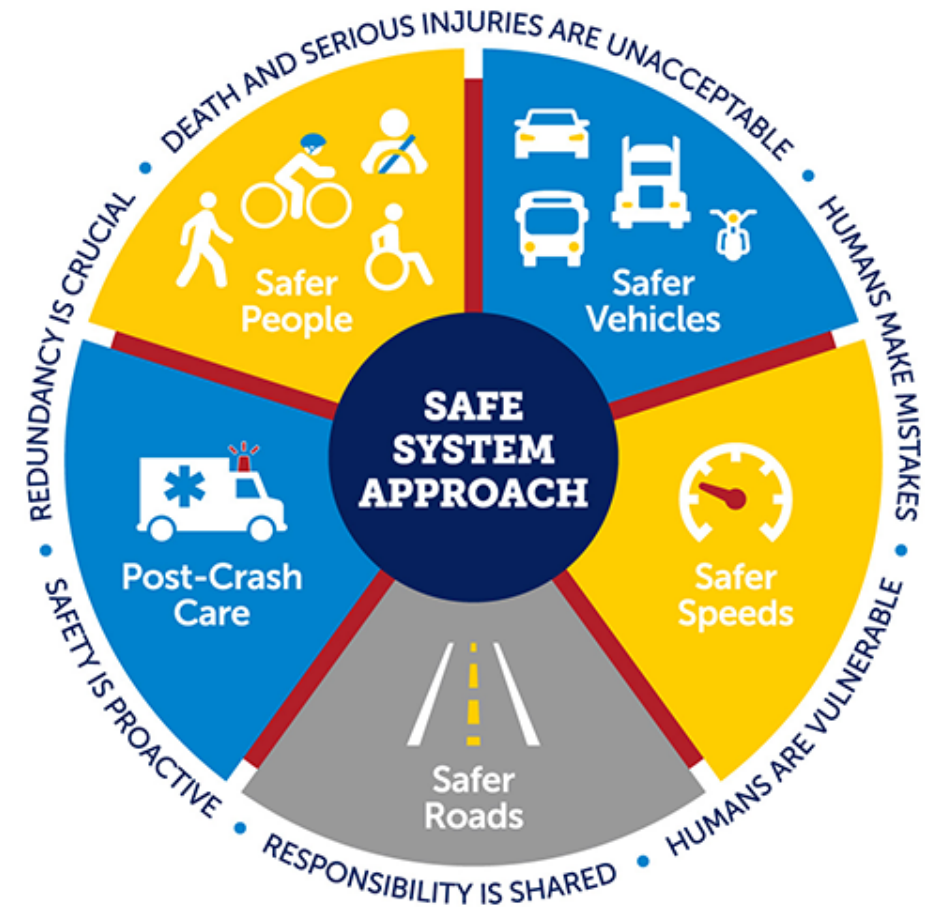 DEATH AND SERIOUS INJURIES ARE UNACCEPTABLE
HUMANS MAKE MISTAKES
HUMANS ARE VULNERABLE
RESPONSIBILITY IS SHARED
SAFETY IS PROACTIVE
REDUNDANCY IS CRUCIAL
Safer
People
Safer
Vehicles
SAFE
SYSTEM
APPROACH
Post-Crash
Care
Safer
Speeds
Safer
Roads